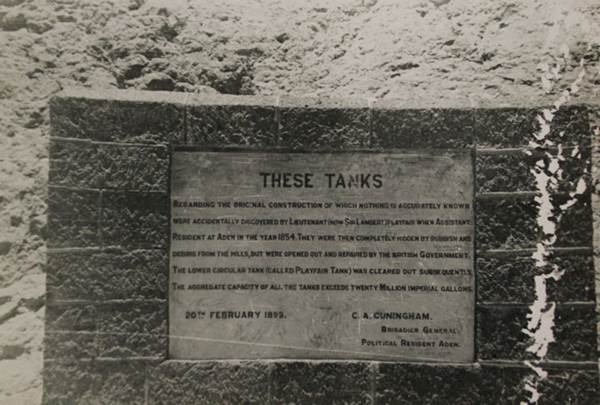 THESE TANKS
REGARDING THE ORIGINAL CONSTRUCTION OF WHICH NOTHING IS ACCURATELY KNOWN
WERE ACCIDENTALLY DISCOVERED BY LIEUTENANT (NOW SIR LAMBERT) PLAYFAIR WHEN ASSISTANT
RESIDENT AT ADEN IN THE YEAR 1854. THEY WERE THEN COMPLETELY HIDDEN BY RUBBISH AND
DEBRIS FROM THE HILLS, BUT WERE OPENED OUT AND REPAIRED BY THE BRITISH GOVERNMENT.
THE LOWER CIRCULAR TANK (CALLED PLAYFAIR TANK) WAS CLEARED OUT SUBSEQUENTLY.
THE AGGREGATE CAPACITY OF ALL THE TANKS EXCEEDS TWENTY MILLION IMPERIAL GALLONS.
20TH FEBRUARY 1899. C. A. CUNINGHAM.
BRIGADIER GENERAL:
POLITICAL RESIDENT ADEN.